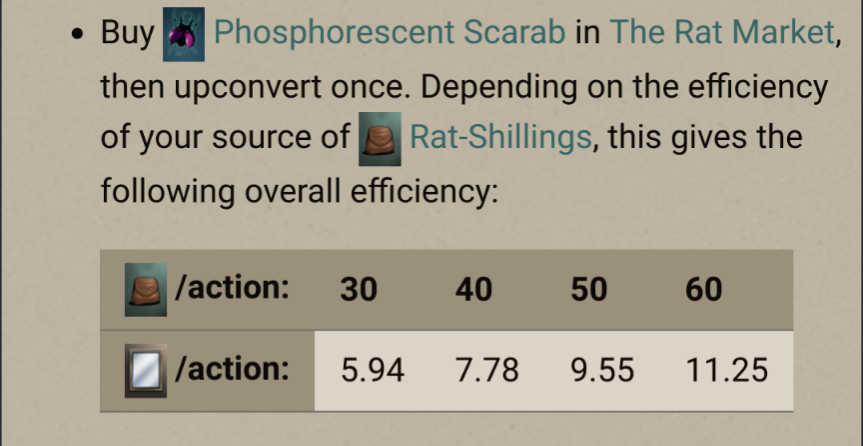 • Buy Phosphorescent Scarab in The Rat Market,
then upconvert once. Depending on the efficiency
of your source of Rat-Shillings, this gives the
following overall efficiency:
/action: 30 40 50 60
/action: 5.94 7.78 9.55 11.25